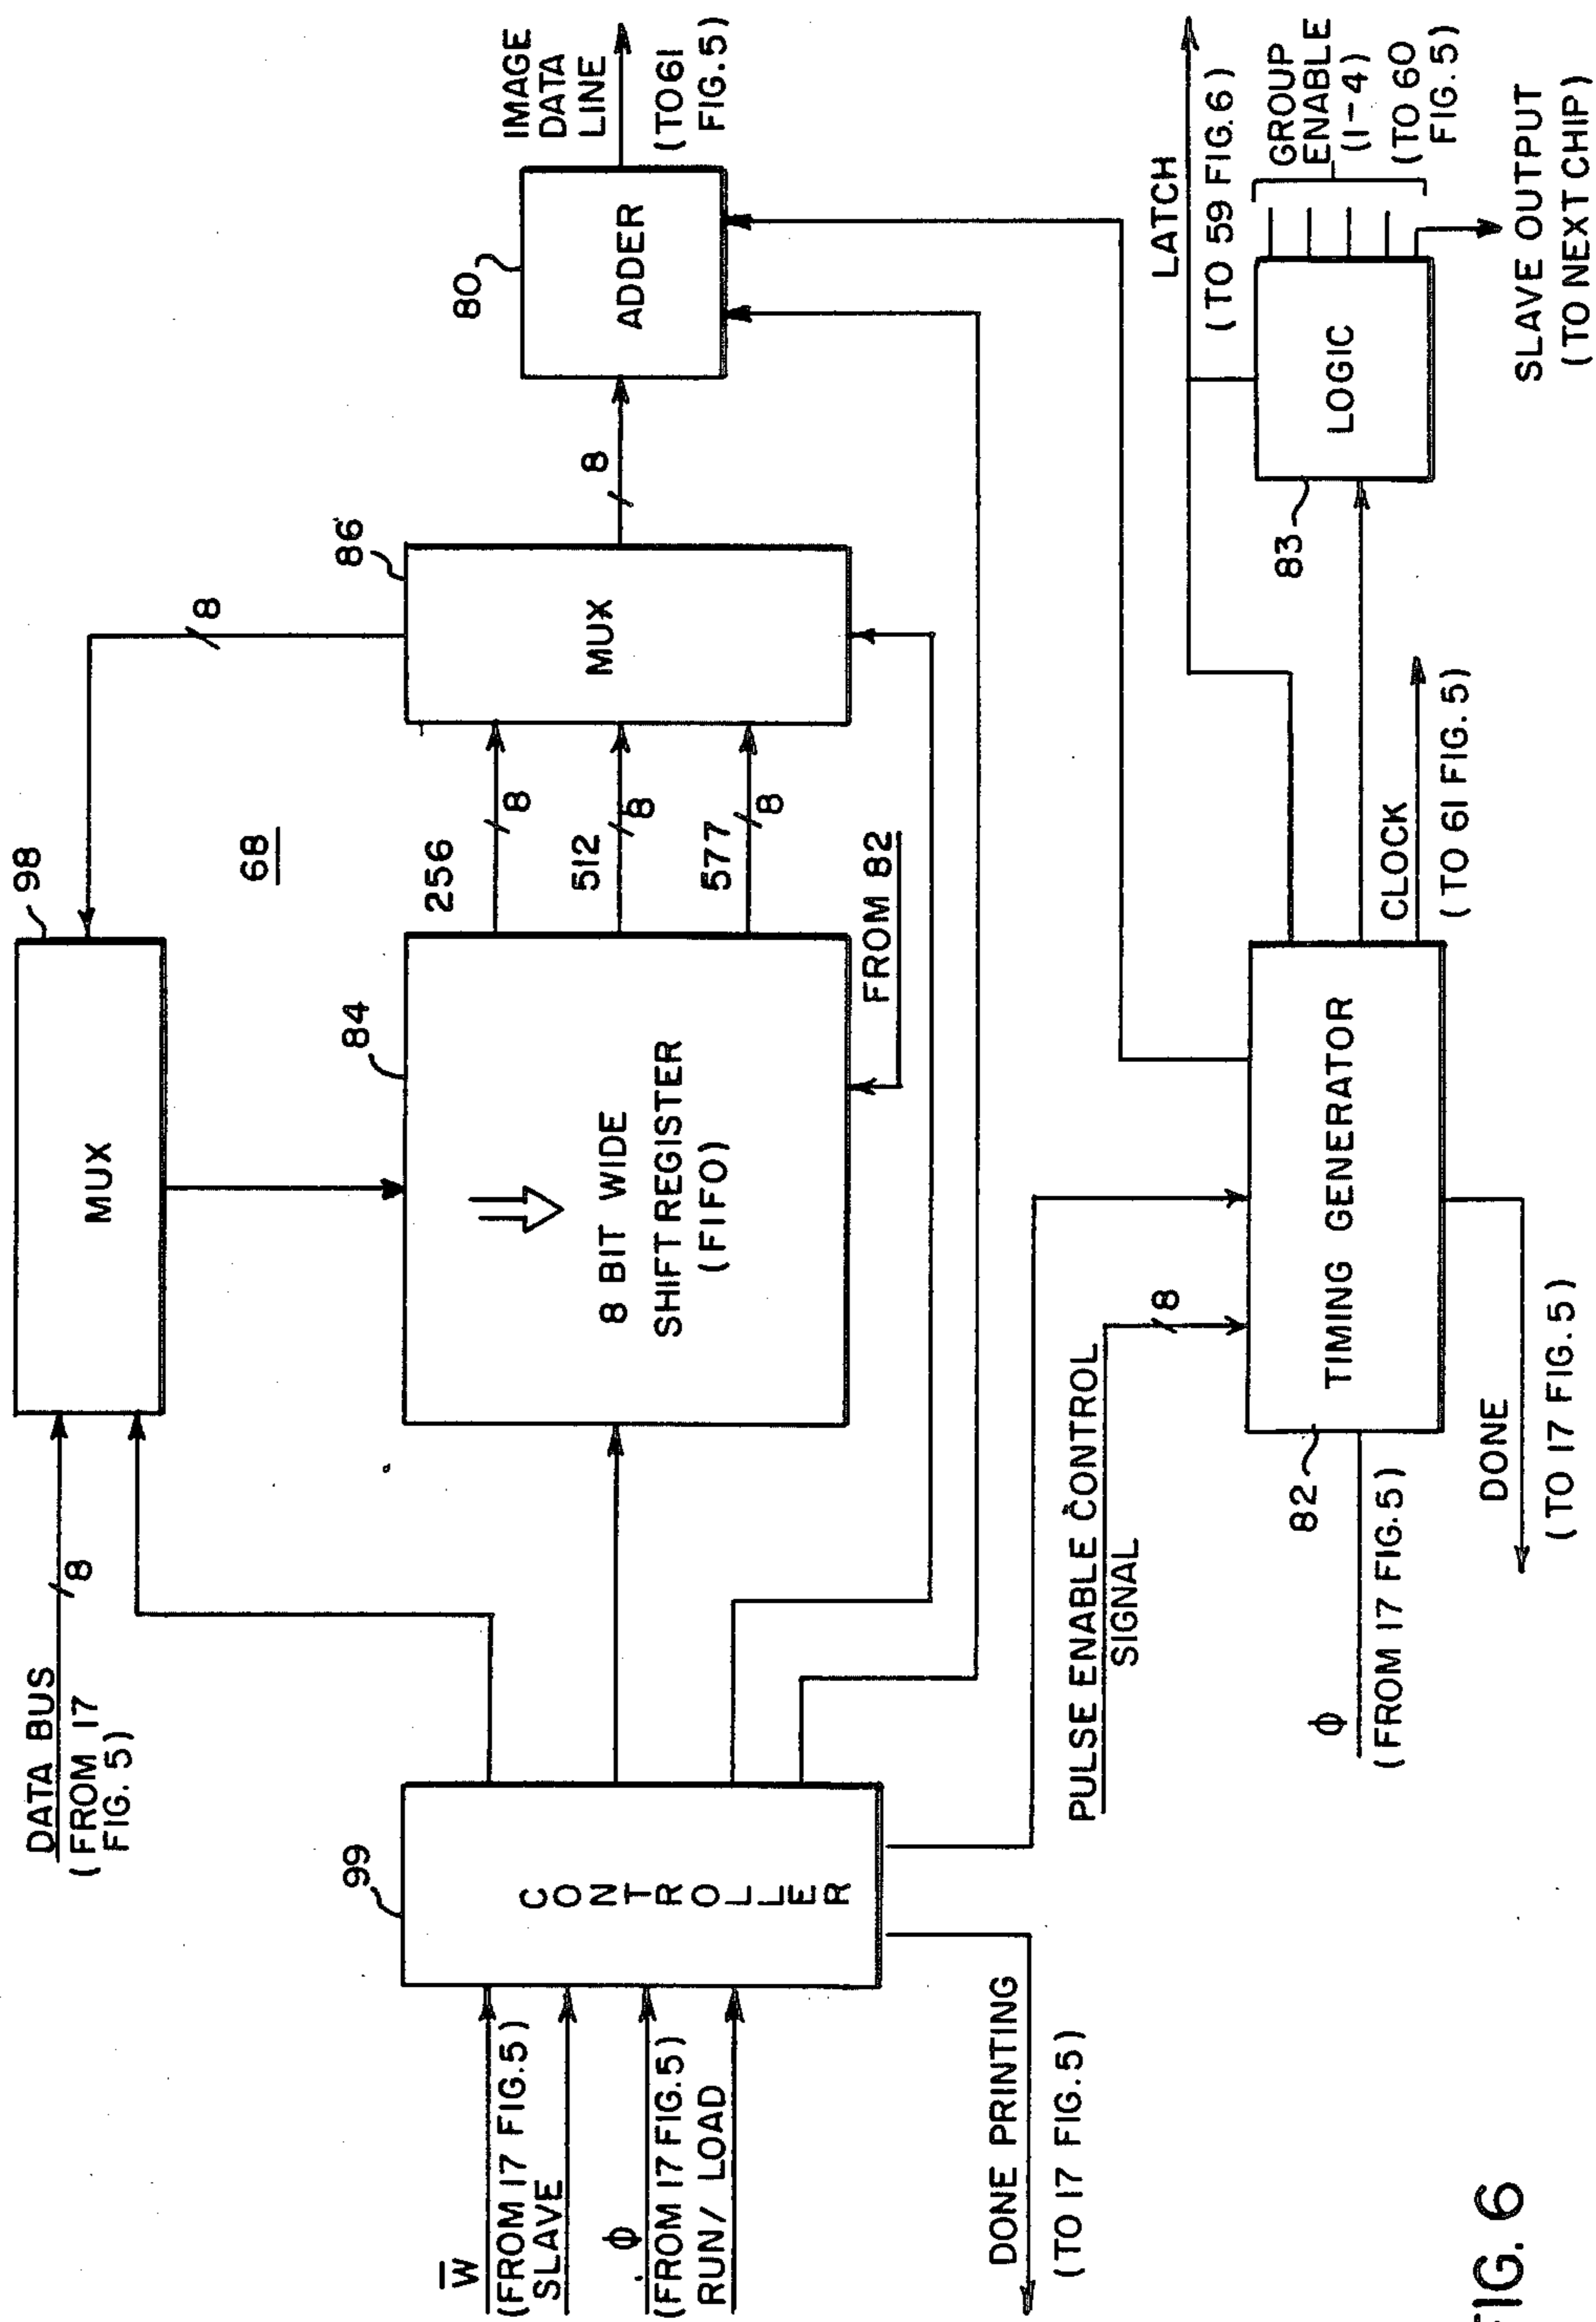 DATA BUS
(FROM 17
FIG. 5)
8
MUX
98
68
8
99
CONTROLLER
W̅
(FROM 17 FIG.5)
SLAVE
ϕ
(FROM 17 FIG.5)
RUN/ LOAD
DONE PRINTING
(TO 17 FIG.5)
84
8 BIT WIDE
SHIFT REGISTER
(FIFO)
FROM 82
256
8
512
8
577
8
86
MUX
8
80
ADDER
IMAGE
DATA
LINE
(TO 61
FIG.5)
PULSE ENABLE CONTROL
SIGNAL
8
ϕ
(FROM 17 FIG.5)
82
TIMING GENERATOR
DONE
(TO 17 FIG.5)
CLOCK
(TO 61 FIG.5)
83
LOGIC
LATCH
(TO 59 FIG.6)
GROUP
ENABLE
(1-4)
(TO 60
FIG.5)
SLAVE OUTPUT
(TO NEXT CHIP)
FIG. 6